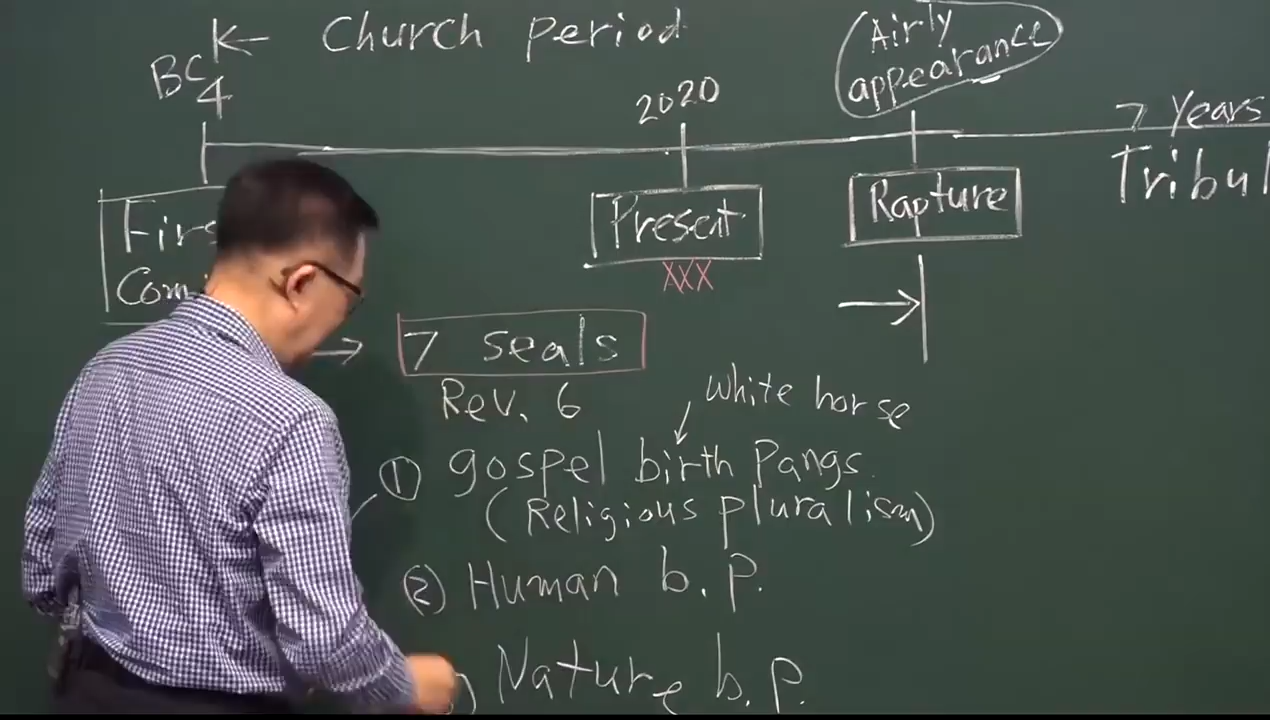 Church period
BC
4
2020
Airly
appearance
7 Years
Present
Rapture
XXX
7 seals
Rev. 6
white horse
① gospel birth Pangs.
(Religious pluralism)
② Human b.p.
Nature b.p.